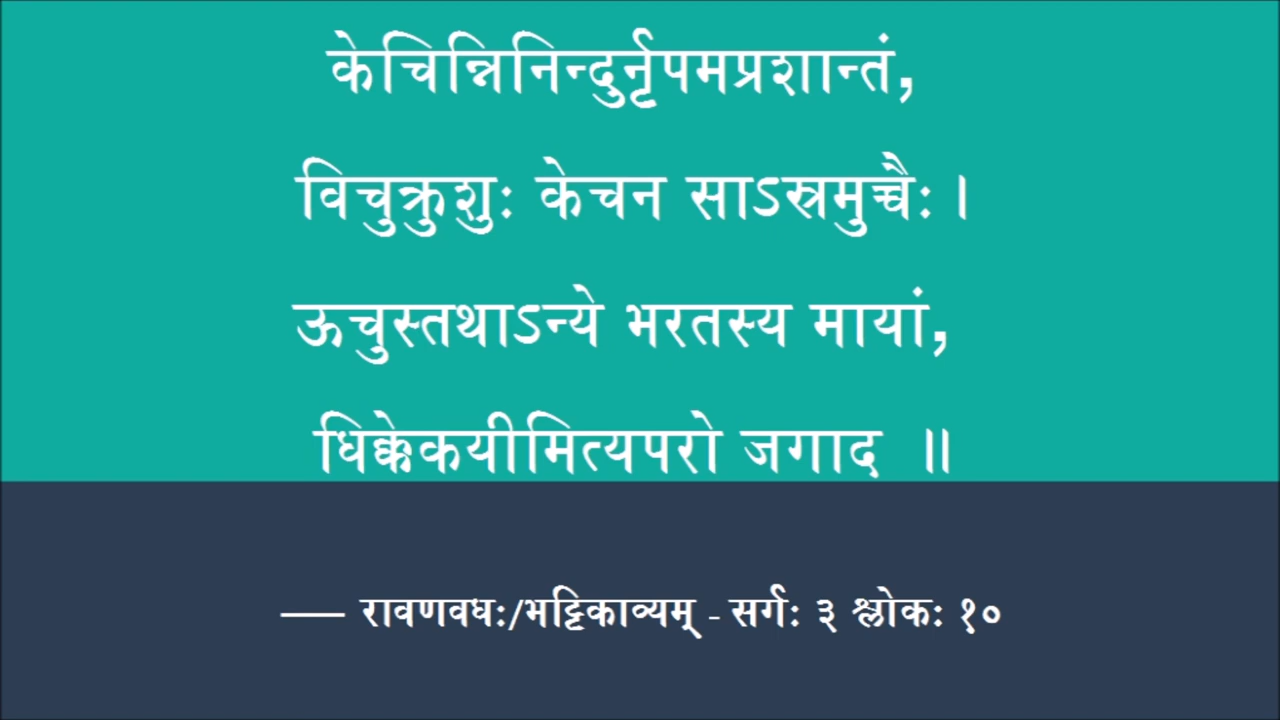 केचिन्निनिन्दुर्नृपमप्रशान्तं,
विचुक्रुशुः केचन साऽस्रमुच्चैः ।
ऊचुस्तथाऽन्ये भरतस्य मायां,
धिक्केकयीमित्यपरो जगाद ॥
── रावणवधः/भट्टिकाव्यम् - सर्गः ३ श्लोकः १०